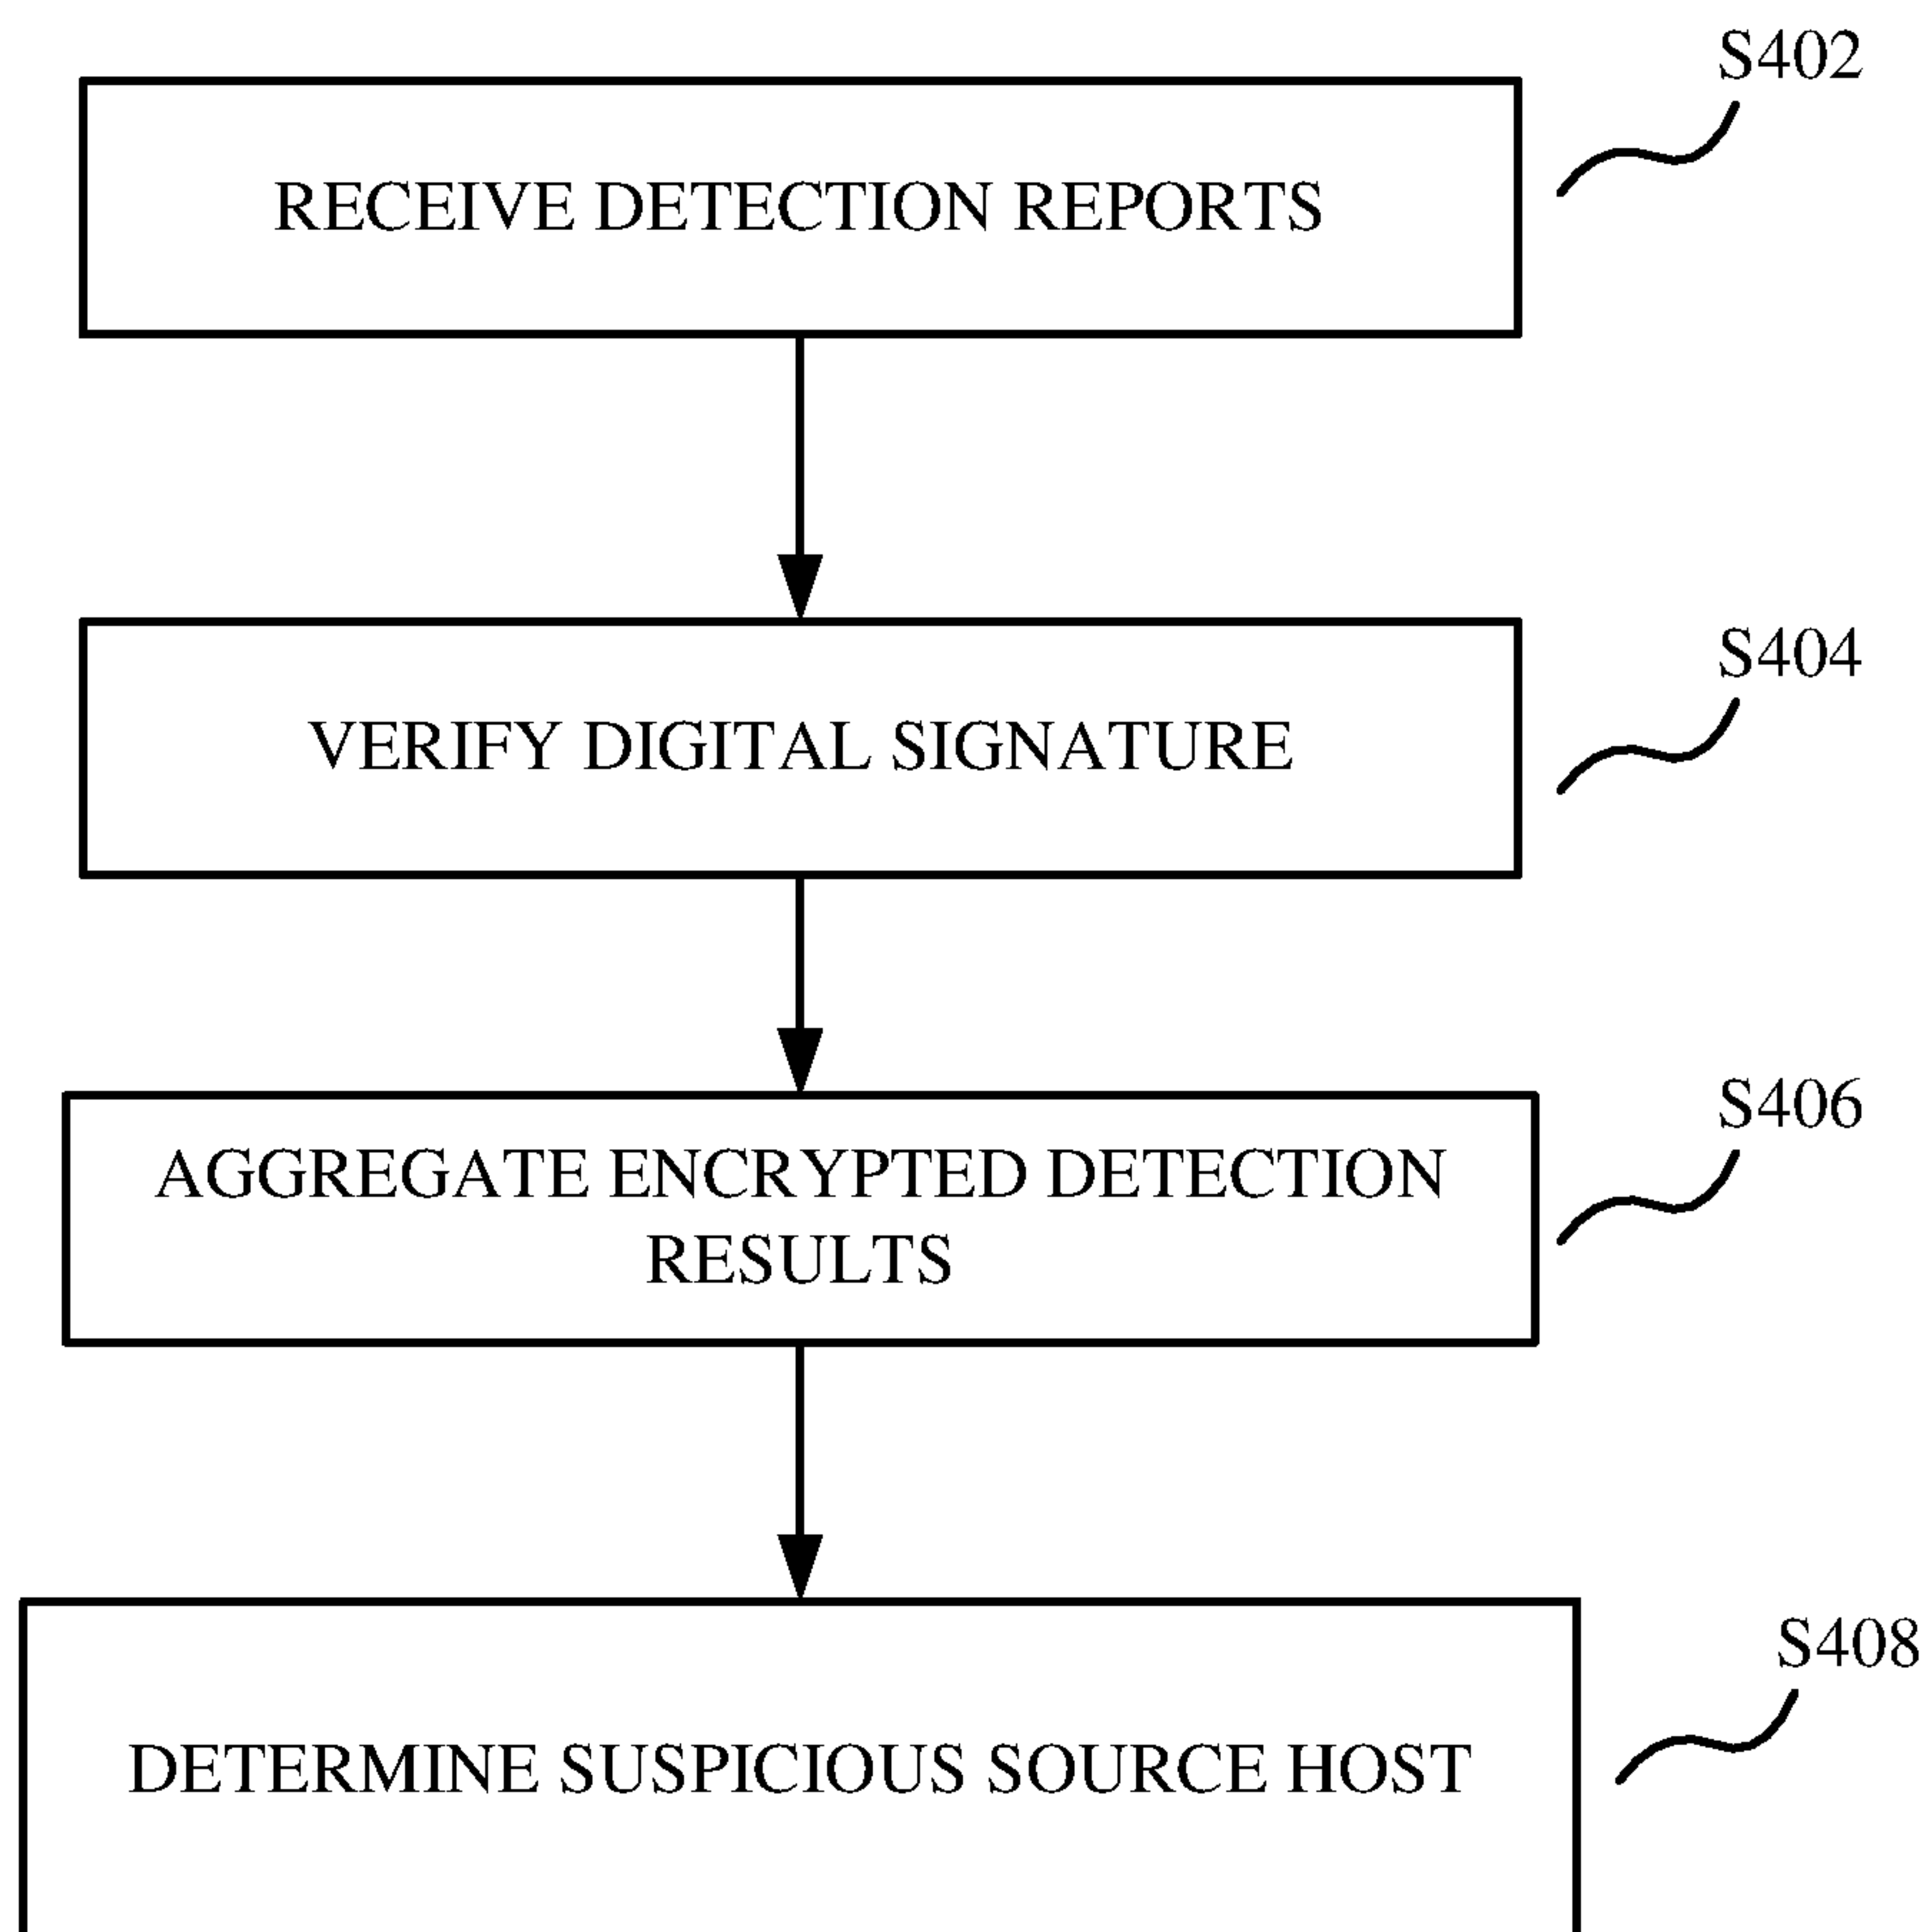 S402
RECEIVE DETECTION REPORTS
S404
VERIFY DIGITAL SIGNATURE
S406
AGGREGATE ENCRYPTED DETECTION
RESULTS
S408
DETERMINE SUSPICIOUS SOURCE HOST